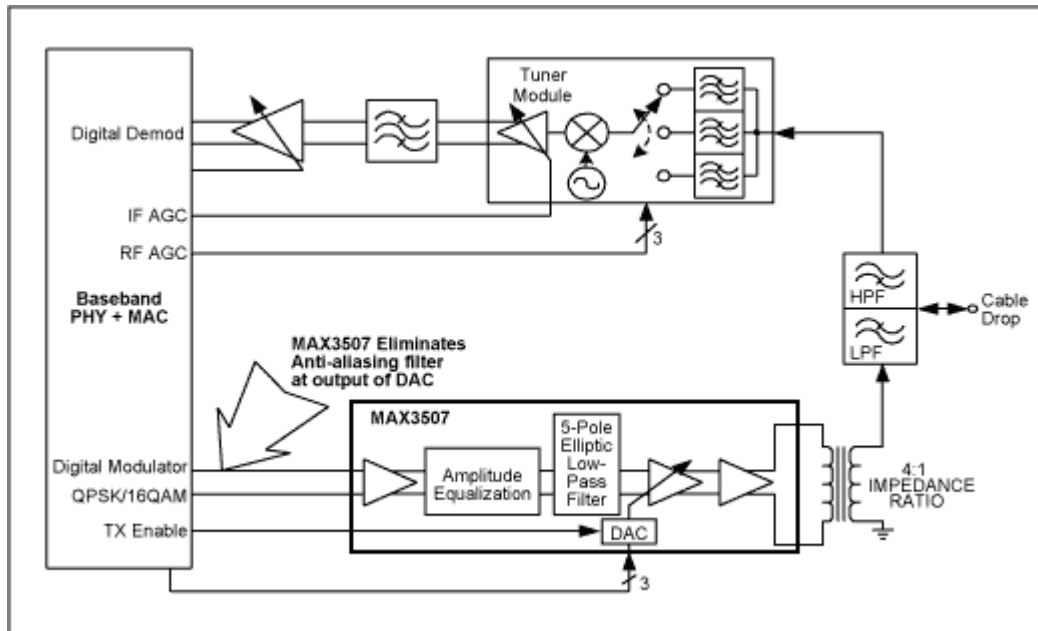 Tuner
Module
Digital Demod
IF AGC
RF AGC
3
Baseband
PHY + MAC
HPF
LPF
Cable
Drop
MAX3507 Eliminates
Anti-aliasing filter
at output of DAC
MAX3507
5-Pole
Elliptic
Low-
Pass
Filter
Amplitude
Equalization
Digital Modulator
QPSK/16QAM
TX Enable
DAC
3
4:1
IMPEDANCE
RATIO